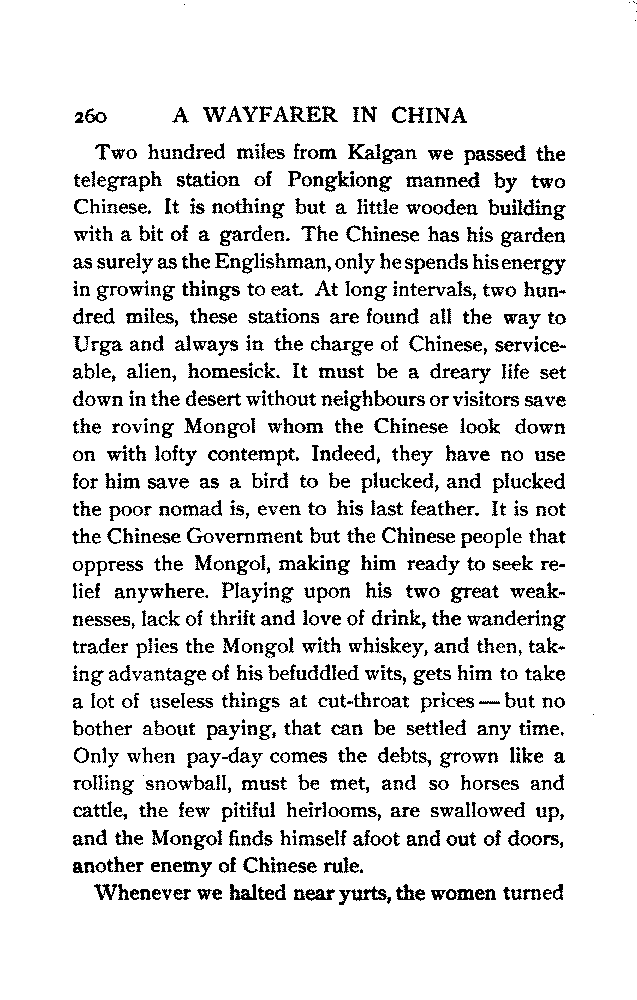 260 A WAYFARER IN CHINA
Two hundred miles from Kalgan we passed the
telegraph station of Pongkiong manned by two
Chinese. It is nothing but a little wooden building
with a bit of a garden. The Chinese has his garden
as surely as the Englishman, only he spends his energy
in growing things to eat. At long intervals, two hun-
dred miles, these stations are found all the way to
Urga and always in the charge of Chinese, service-
able, alien, homesick. It must be a dreary life set
down in the desert without neighbours or visitors save
the roving Mongol whom the Chinese look down
on with lofty contempt. Indeed, they have no use
for him save as a bird to be plucked, and plucked
the poor nomad is, even to his last feather. It is not
the Chinese Government but the Chinese people that
oppress the Mongol, making him ready to seek re-
lief anywhere. Playing upon his two great weak-
nesses, lack of thrift and love of drink, the wandering
trader plies the Mongol with whiskey, and then, tak-
ing advantage of his befuddled wits, gets him to take
a lot of useless things at cut-throat prices — but no
bother about paying, that can be settled any time.
Only when pay-day comes the debts, grown like a
rolling snowball, must be met, and so horses and
cattle, the few pitiful heirlooms, are swallowed up,
and the Mongol finds himself afoot and out of doors,
another enemy of Chinese rule.
Whenever we halted near yurts, the women turned